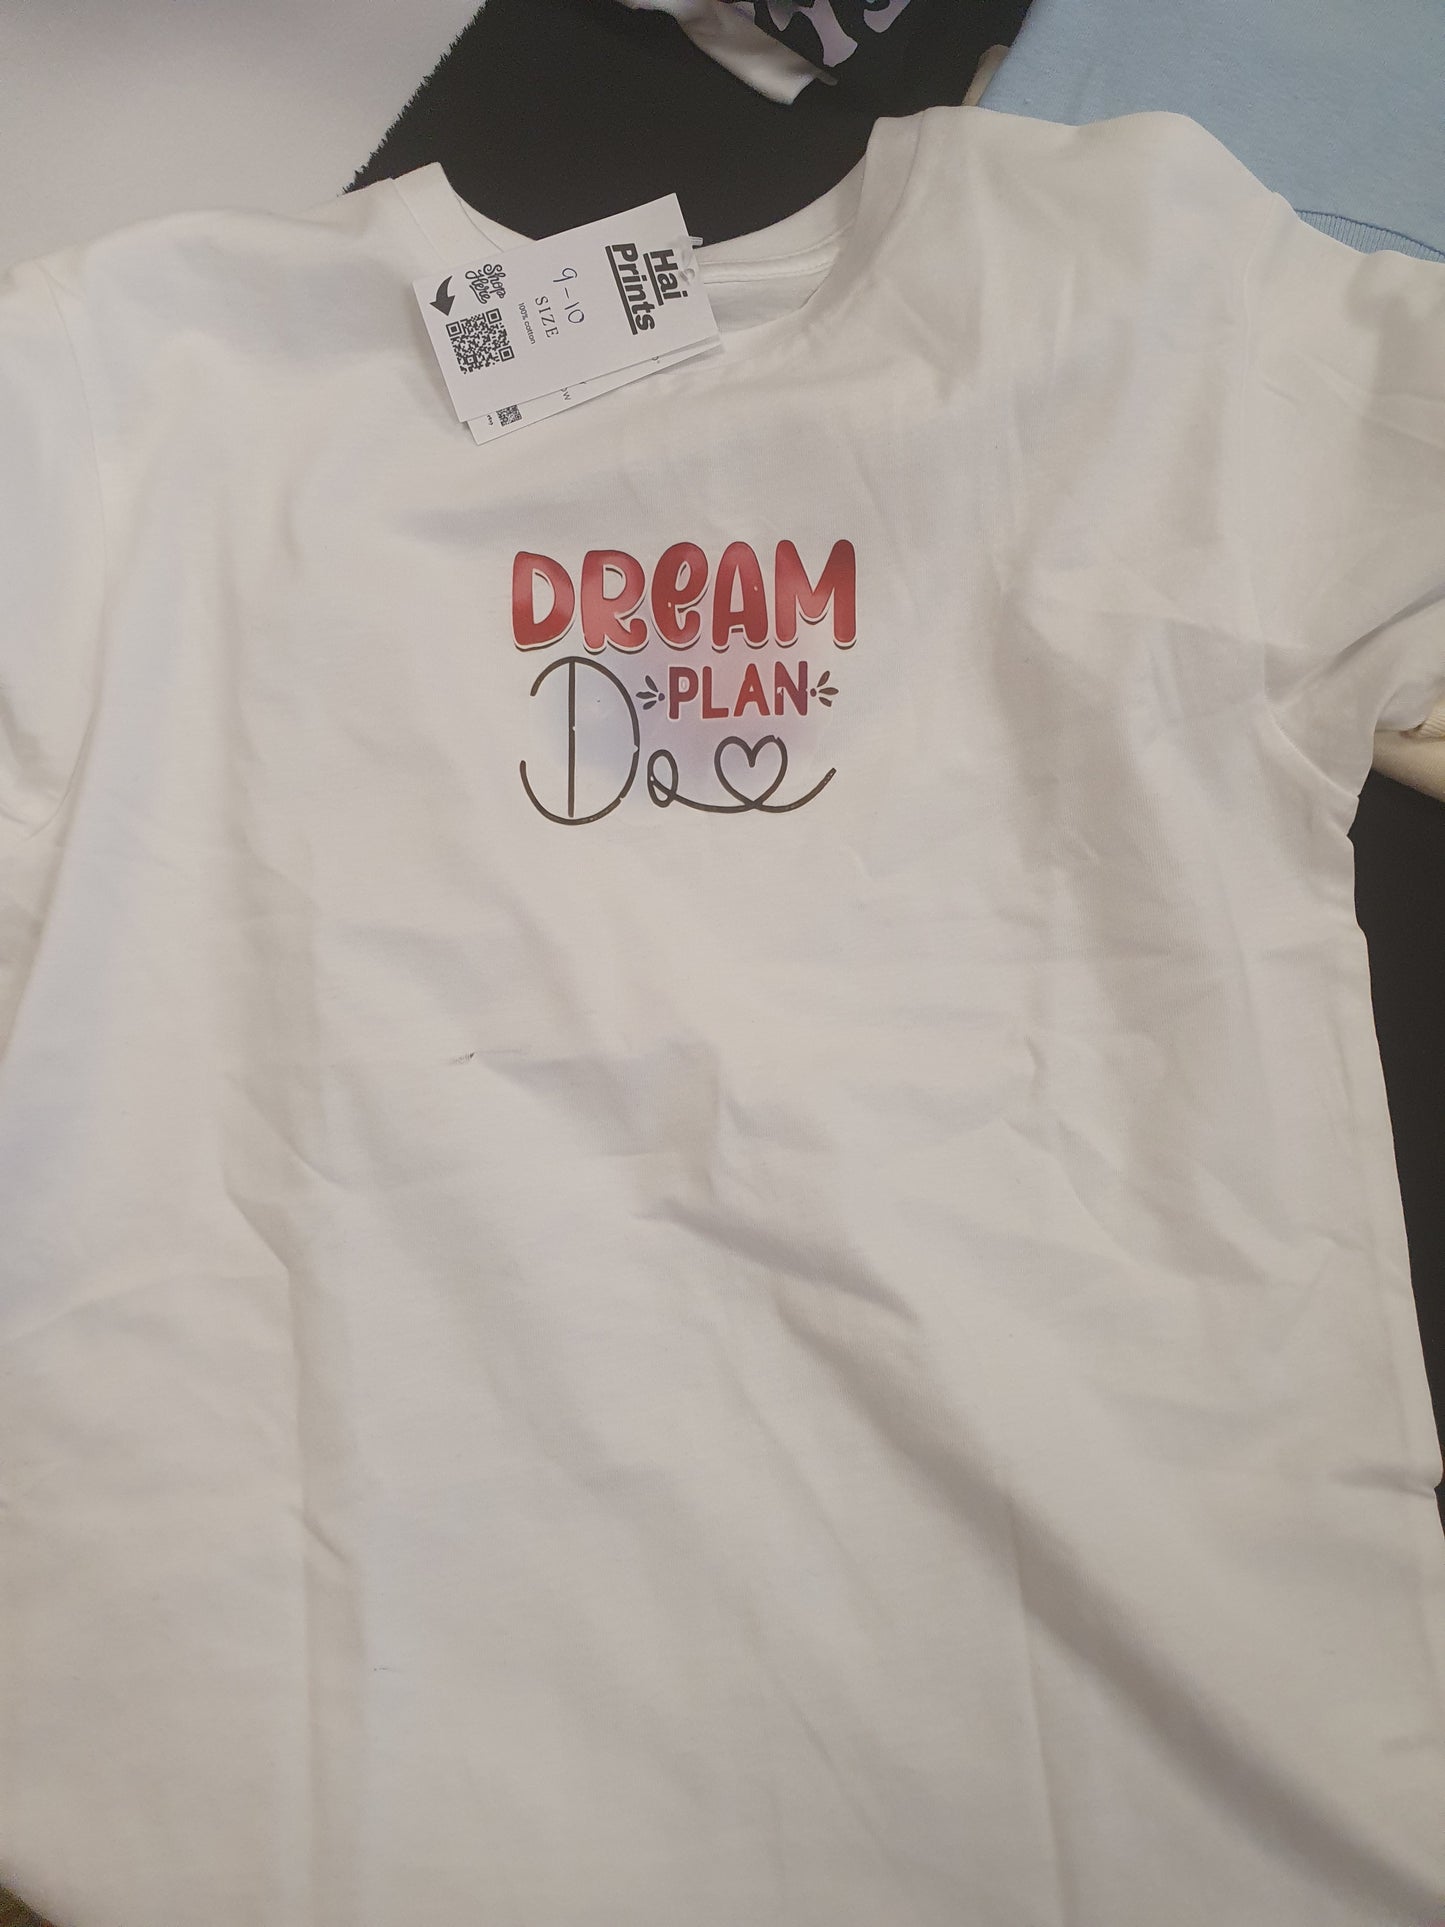 Hai
Prints
9-10
SIZE
100% cotton
Shop
Here
DREAM
PLAN
Do